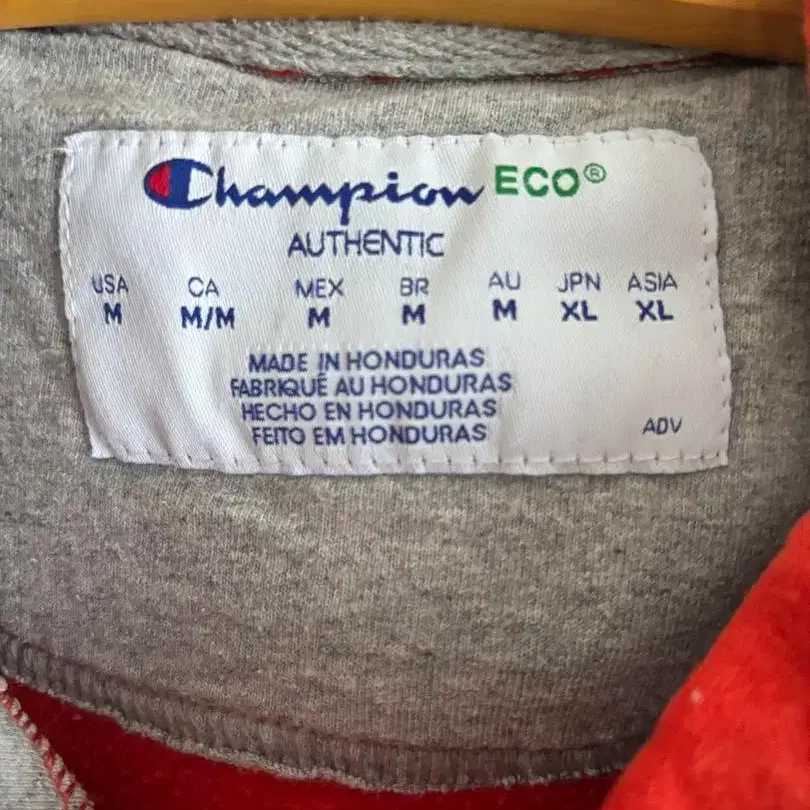 Champion ECO®
AUTHENTIC
USA CA MEX BR AU JPN ASIA
M M/M M M M XL XL
MADE IN HONDURAS
FABRIQUÉ AU HONDURAS
HECHO EN HONDURAS
FEITO EM HONDURAS
ADV